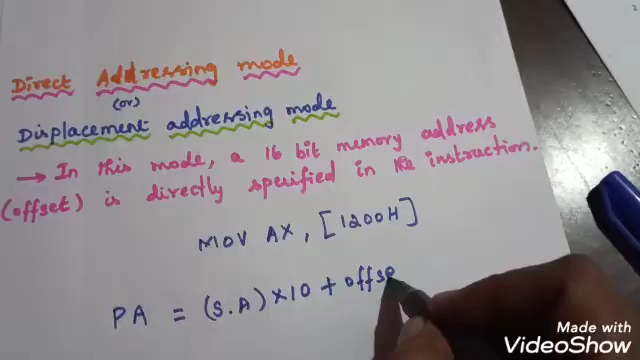 Direct Addressing mode
(or)
Displacement addressing mode
→ In this mode, a 16 bit memory address
(offset) is directly specified in the instruction.
MOV AX, [1200H]
PA = (S.A)×10 + offse
Made with
VideoShow